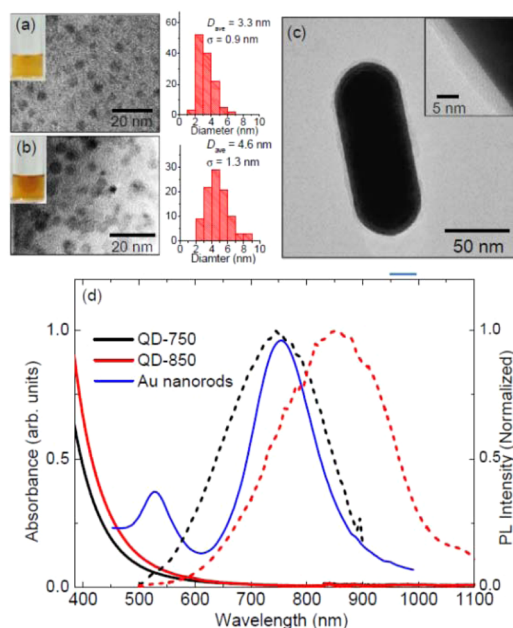 (a)
20 nm
D_ave = 3.3 nm
σ = 0.9 nm
60
40
20
0
0 2 4 6 8 10
Diameter (nm)
(b)
20 nm
D_ave = 4.6 nm
σ = 1.3 nm
30
20
10
0
0 2 4 6 8 10
Diamter (nm)
(c)
5 nm
50 nm
(d)
QD-750
QD-850
Au nanorods
Absorbance (arb. units)
1.0
0.5
0.0
PL Intensity (Normalized)
1.0
0.5
0.0
400 500 600 700 800 900 1000 1100
Wavelength (nm)